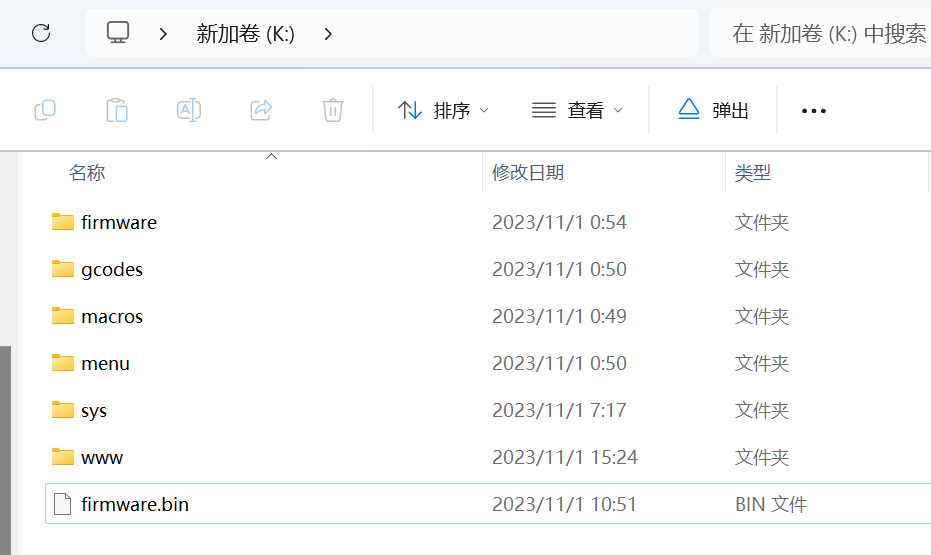 新加卷 (K:)
在 新加卷 (K:) 中搜索
排序 查看 弹出
名称 修改日期 类型
firmware 2023/11/1 0:54 文件夹
gcodes 2023/11/1 0:50 文件夹
macros 2023/11/1 0:49 文件夹
menu 2023/11/1 0:50 文件夹
sys 2023/11/1 7:17 文件夹
www 2023/11/1 15:24 文件夹
firmware.bin 2023/11/1 10:51 BIN 文件